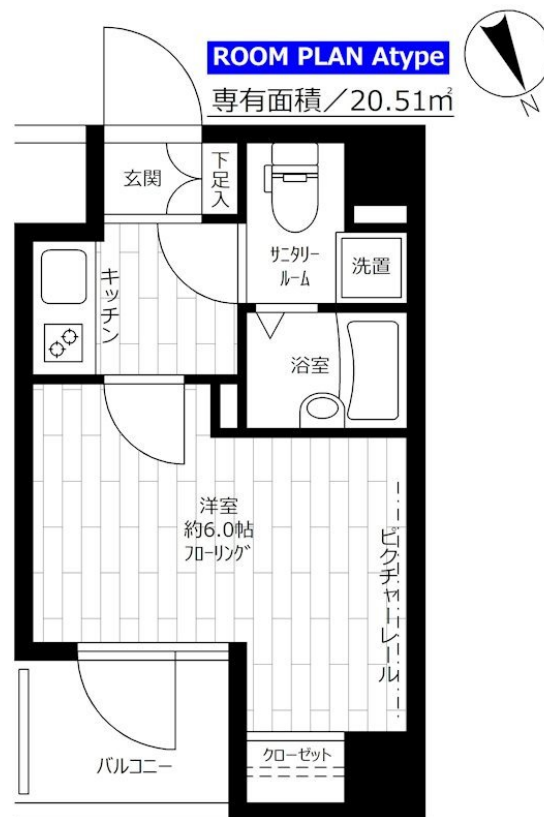 ROOM PLAN Atype
専有面積／20.51㎡
N
玄関
下足入
サニタリー
ルーム
洗置
キッチン
浴室
洋室
約6.0帖
フローリング
ピクチャーレール
バルコニー
クローゼット